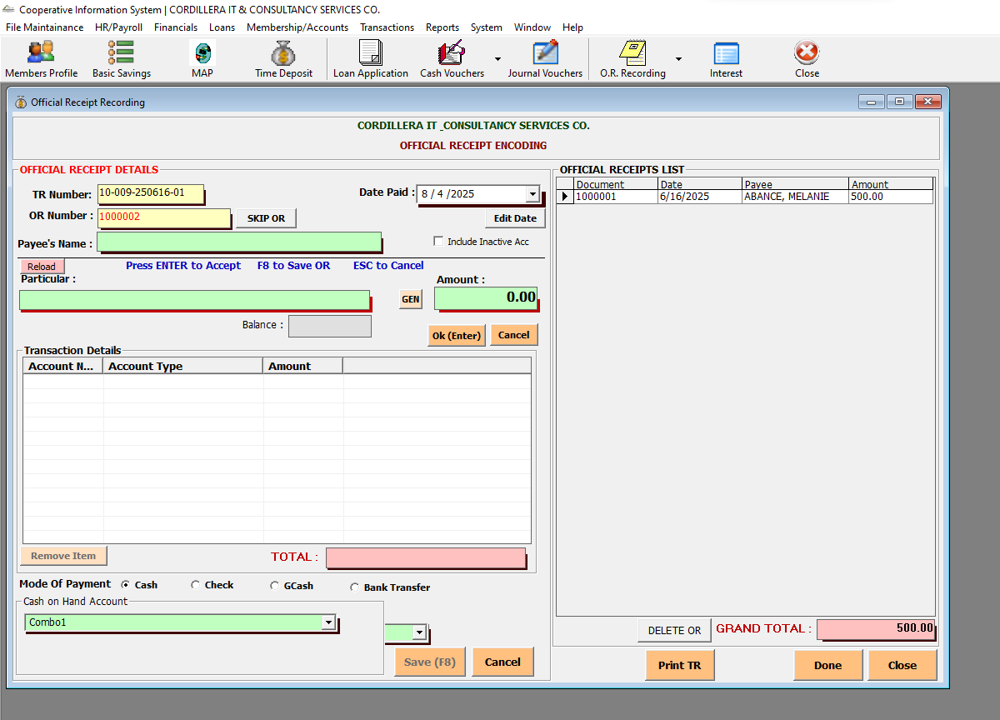 Cooperative Information System | CORDILLERA IT & CONSULTANCY SERVICES CO.
File Maintainance HR/Payroll Financials Loans Membership/Accounts Transactions Reports System Window Help
Members Profile Basic Savings MAP Time Deposit Loan Application Cash Vouchers Journal Vouchers O.R. Recording Interest Close
Official Receipt Recording
CORDILLERA IT _CONSULTANCY SERVICES CO.
OFFICIAL RECEIPT ENCODING
OFFICIAL RECEIPT DETAILS
TR Number: 10-009-250616-01
Date Paid : 8 / 4 /2025
OR Number : 1000002 SKIP OR
Edit Date
Payee's Name :
Include Inactive Acc
Reload Press ENTER to Accept F8 to Save OR ESC to Cancel
Particular : Amount :
GEN 0.00
Balance :
Ok (Enter) Cancel
Transaction Details
Account N... Account Type Amount
Remove Item TOTAL :
Mode Of Payment Cash Check GCash Bank Transfer
Cash on Hand Account
Combo1
Save (F8) Cancel
OFFICIAL RECEIPTS LIST
Document Date Payee Amount
1000001 6/16/2025 ABANCE, MELANIE 500.00
DELETE OR GRAND TOTAL : 500.00
Print TR Done Close